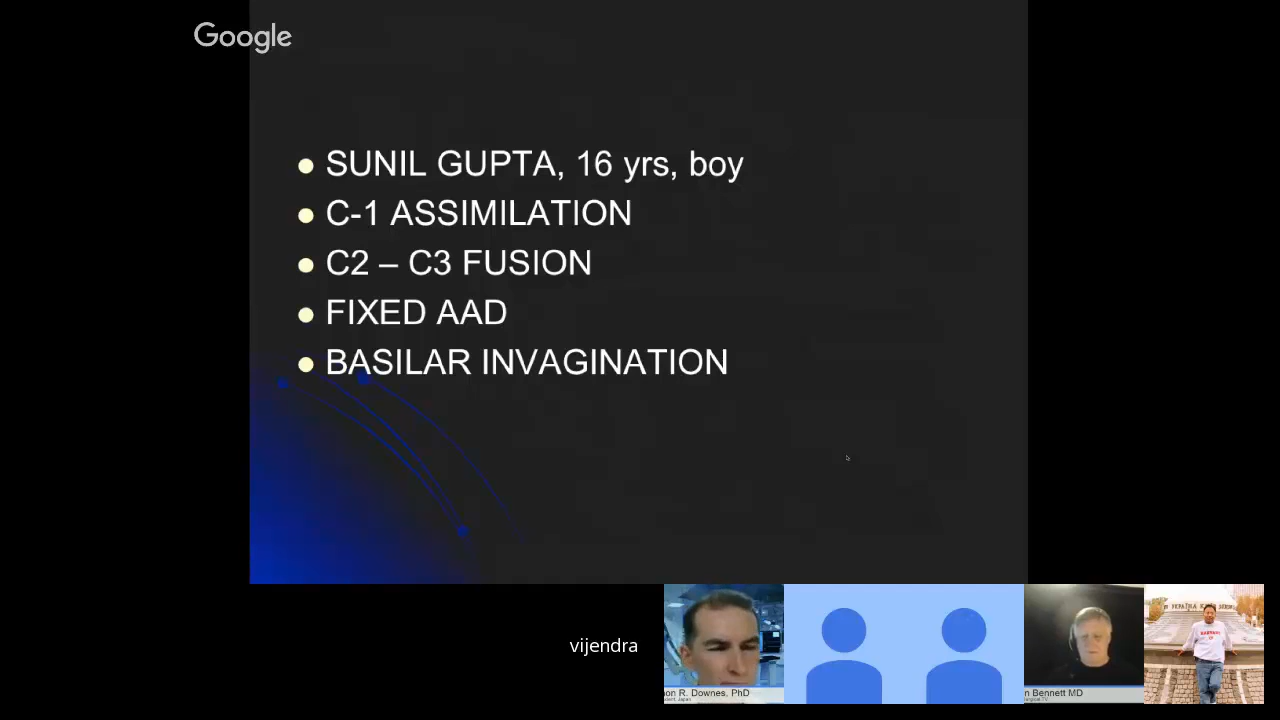 Google
SUNIL GUPTA, 16 yrs, boy
C-1 ASSIMILATION
C2 – C3 FUSION
FIXED AAD
BASILAR INVAGINATION
vijendra
on R. Downes, PhD
n Bennett MD